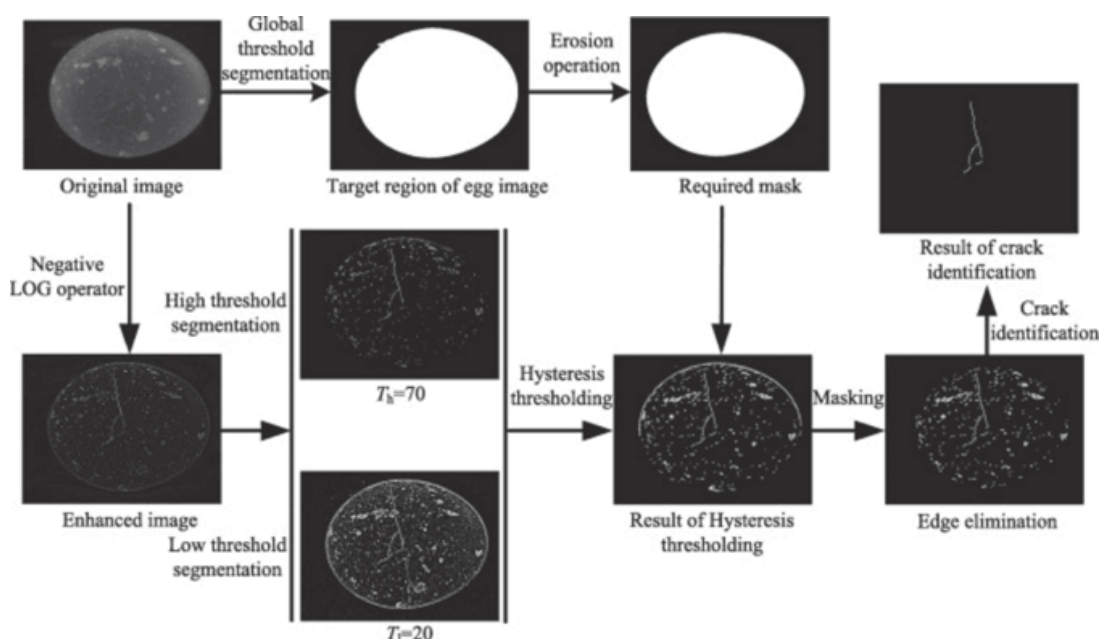 Global
threshold
segmentation
Erosion
operation
Original image
Target region of egg image
Required mask
Negative
LOG operator
High threshold
segmentation
Th=70
Hysteresis
thresholding
Masking
Result of crack
identification
Crack
identification
Enhanced image
Low threshold
segmentation
Tl=20
Result of Hysteresis
thresholding
Edge elimination